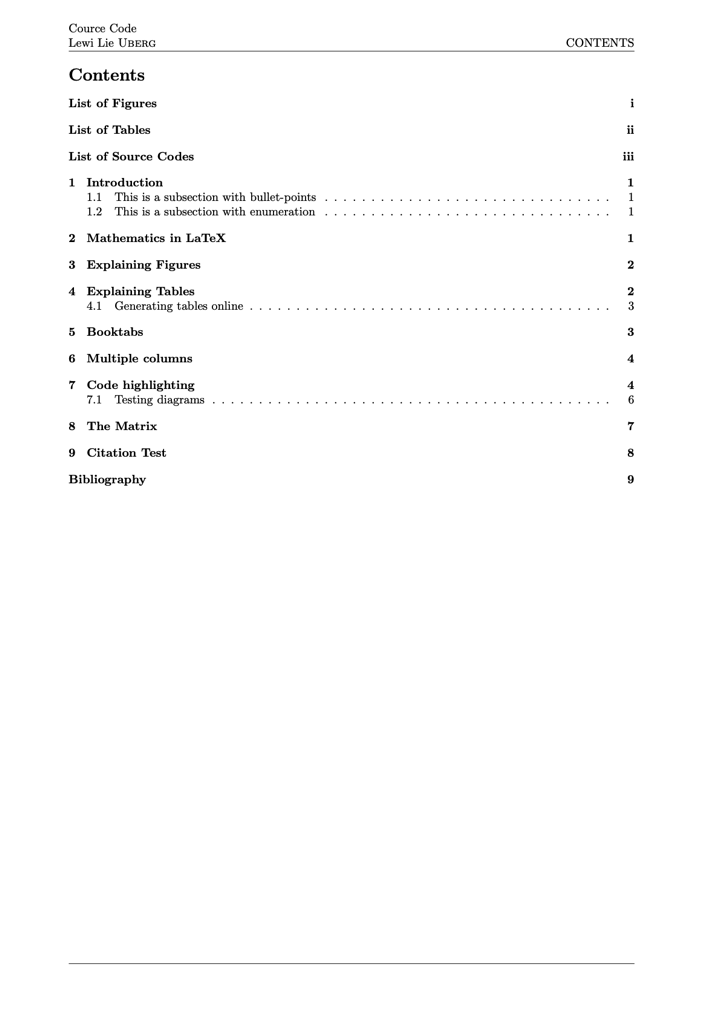 Cource Code
Lewi Lie UBERG CONTENTS
Contents
List of Figures i
List of Tables ii
List of Source Codes iii
1 Introduction 1
1.1 This is a subsection with bullet-points . . . . . . . . . . . . . . . . . . . . . . . . . . . . . . . 1
1.2 This is a subsection with enumeration . . . . . . . . . . . . . . . . . . . . . . . . . . . . . . . 1
2 Mathematics in LaTeX 1
3 Explaining Figures 2
4 Explaining Tables 2
4.1 Generating tables online . . . . . . . . . . . . . . . . . . . . . . . . . . . . . . . . . . . . . . . 3
5 Booktabs 3
6 Multiple columns 4
7 Code highlighting 4
7.1 Testing diagrams . . . . . . . . . . . . . . . . . . . . . . . . . . . . . . . . . . . . . . . . . . . 6
8 The Matrix 7
9 Citation Test 8
Bibliography 9